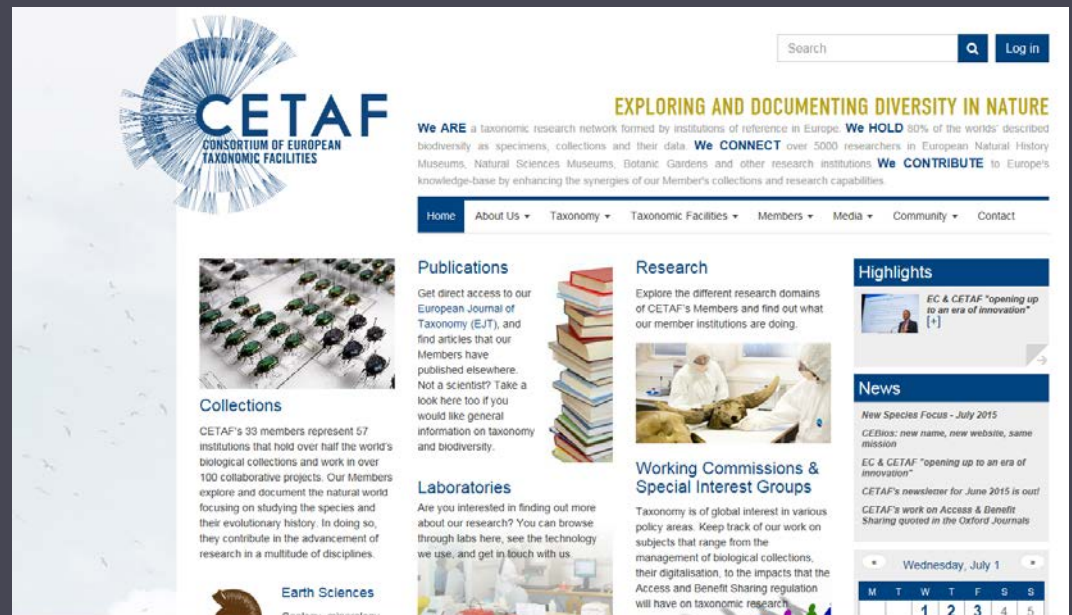 Search
Log in
CETAF
CONSORTIUM OF EUROPEAN
TAXONOMIC FACILITIES
EXPLORING AND DOCUMENTING DIVERSITY IN NATURE
We ARE a taxonomic research network formed by institutions of reference in Europe. We HOLD 80% of the worlds' described
biodiversity as specimens, collections and their data. We CONNECT over 5000 researchers in European Natural History
Museums, Natural Sciences Museums, Botanic Gardens and other research institutions We CONTRIBUTE to Europe's
knowledge-base by enhancing the synergies of our Member's collections and research capabilities
Home About Us Taxonomy Taxonomic Facilities Members Media Community Contact
Collections
CETAF's 33 members represent 57
institutions that hold over half the world's
biological collections and work in over
100 collaborative projects. Our Members
explore and document the natural world
focusing on studying the species and
their evolutionary history. In doing so,
they contribute in the advancement of
research in a multitude of disciplines.
Earth Sciences
Publications
Get direct access to our
European Journal of
Taxonomy (EJT), and
find articles that our
Members have
published elsewhere.
Not a scientist? Take a
look here too if you
would like general
information on taxonomy
and biodiversity.
Laboratories
Are you interested in finding out more
about our research? You can browse
through labs here, see the technology
we use, and get in touch with us
Research
Explore the different research domains
of CETAF's Members and find out what
our member institutions are doing.
Working Commissions &
Special Interest Groups
Taxonomy is of global interest in various
policy areas. Keep track of our work on
subjects that range from the
management of biological collections,
their digitalisation, to the impacts that the
Access and Benefit Sharing regulation
will have on taxonomic research
Highlights
EC & CETAF "opening up
to an era of innovation"
[+]
News
New Species Focus - July 2015
CEBios: new name, new website, same
mission
EC & CETAF "opening up to an era of
innovation"
CETAF's newsletter for June 2015 is out!
CETAF's work on Access & Benefit
Sharing quoted in the Oxford Journals
« Wednesday, July 1 »
M T W T F S S
1 2 3 4 5